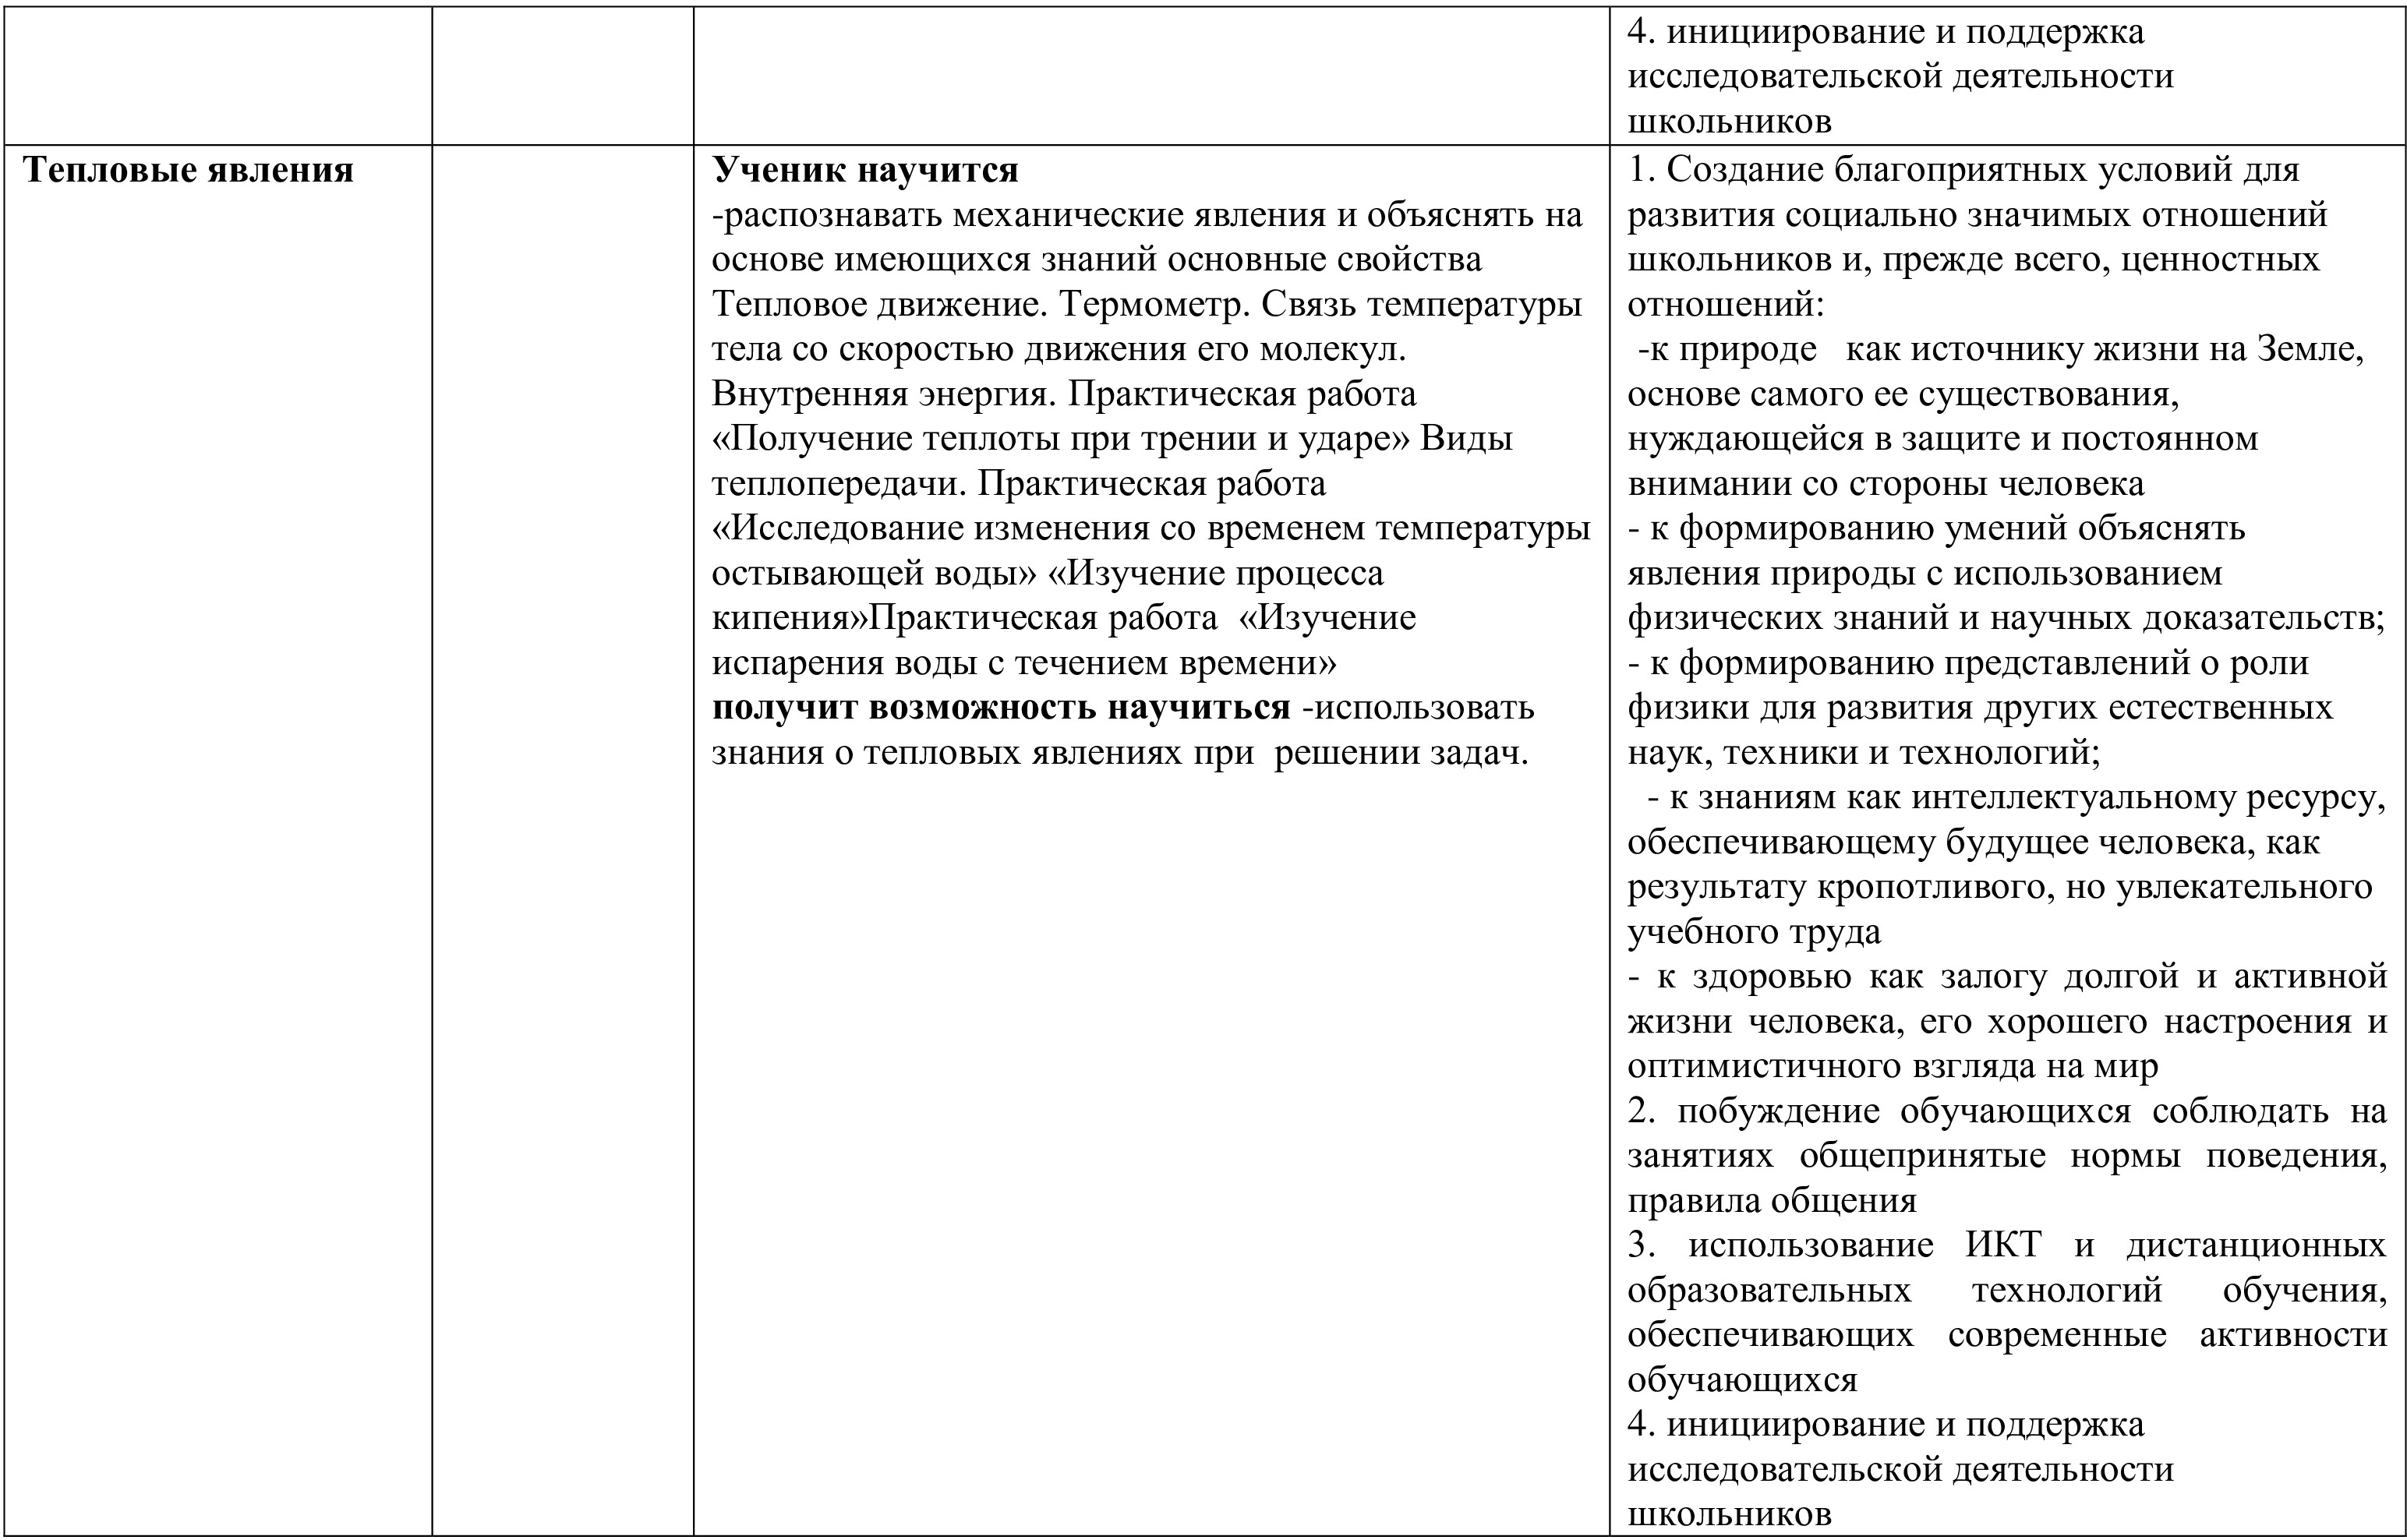 4. инициирование и поддержка
исследовательской деятельности
школьников
Тепловые явления
Ученик научится
-распознавать механические явления и объяснять на
основе имеющихся знаний основные свойства
Тепловое движение. Термометр. Связь температуры
тела со скоростью движения его молекул.
Внутренняя энергия. Практическая работа
«Получение теплоты при трении и ударе» Виды
теплопередачи. Практическая работа
«Исследование изменения со временем температуры
остывающей воды» «Изучение процесса
кипения»Практическая работа «Изучение
испарения воды с течением времени»
получит возможность научиться -использовать
знания о тепловых явлениях при решении задач.
1. Создание благоприятных условий для
развития социально значимых отношений
школьников и, прежде всего, ценностных
отношений:
-к природе как источнику жизни на Земле,
основе самого ее существования,
нуждающейся в защите и постоянном
внимании со стороны человека
- к формированию умений объяснять
явления природы с использованием
физических знаний и научных доказательств;
- к формированию представлений о роли
физики для развития других естественных
наук, техники и технологий;
- к знаниям как интеллектуальному ресурсу,
обеспечивающему будущее человека, как
результату кропотливого, но увлекательного
учебного труда
- к здоровью как залогу долгой и активной
жизни человека, его хорошего настроения и
оптимистичного взгляда на мир
2. побуждение обучающихся соблюдать на
занятиях общепринятые нормы поведения,
правила общения
3. использование ИКТ и дистанционных
образовательных технологий обучения,
обеспечивающих современные активности
обучающихся
4. инициирование и поддержка
исследовательской деятельности
школьников